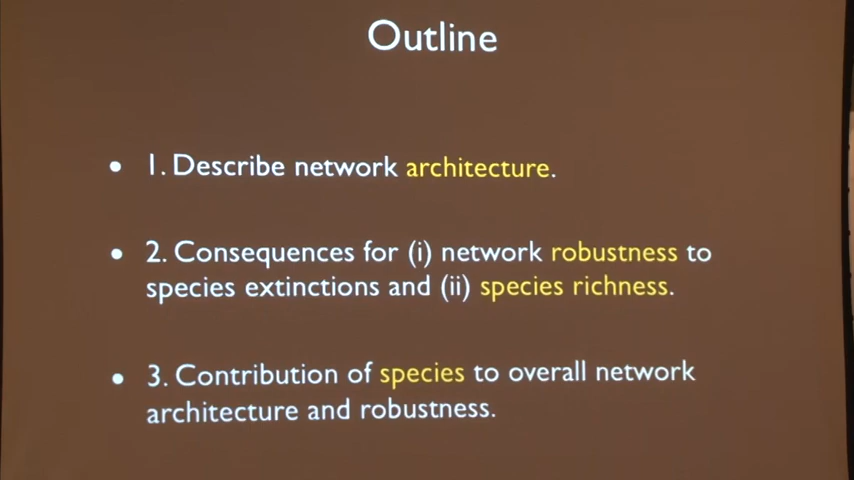 Outline
• 1. Describe network architecture.
• 2. Consequences for (i) network robustness to
species extinctions and (ii) species richness.
• 3. Contribution of species to overall network
architecture and robustness.